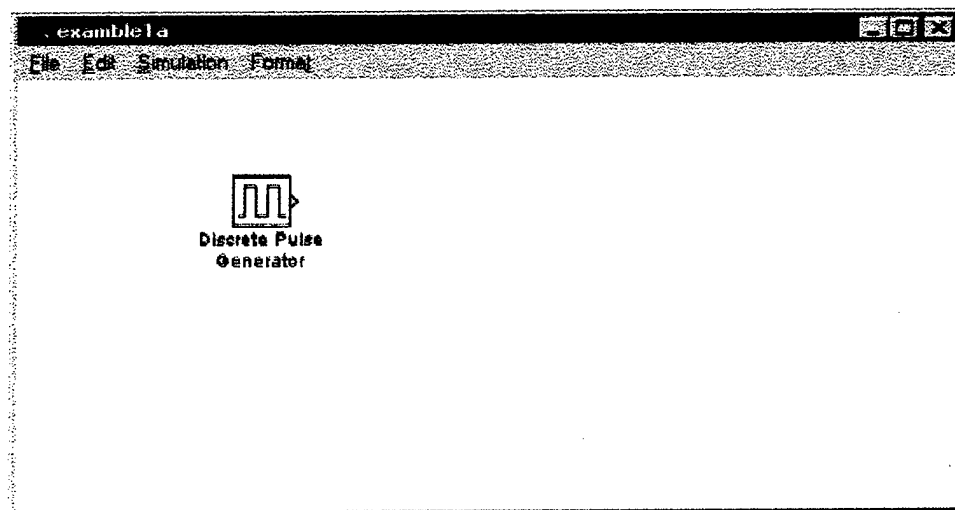 examble1a
File Edit Simulation Format
Discrete Pulse
Generator